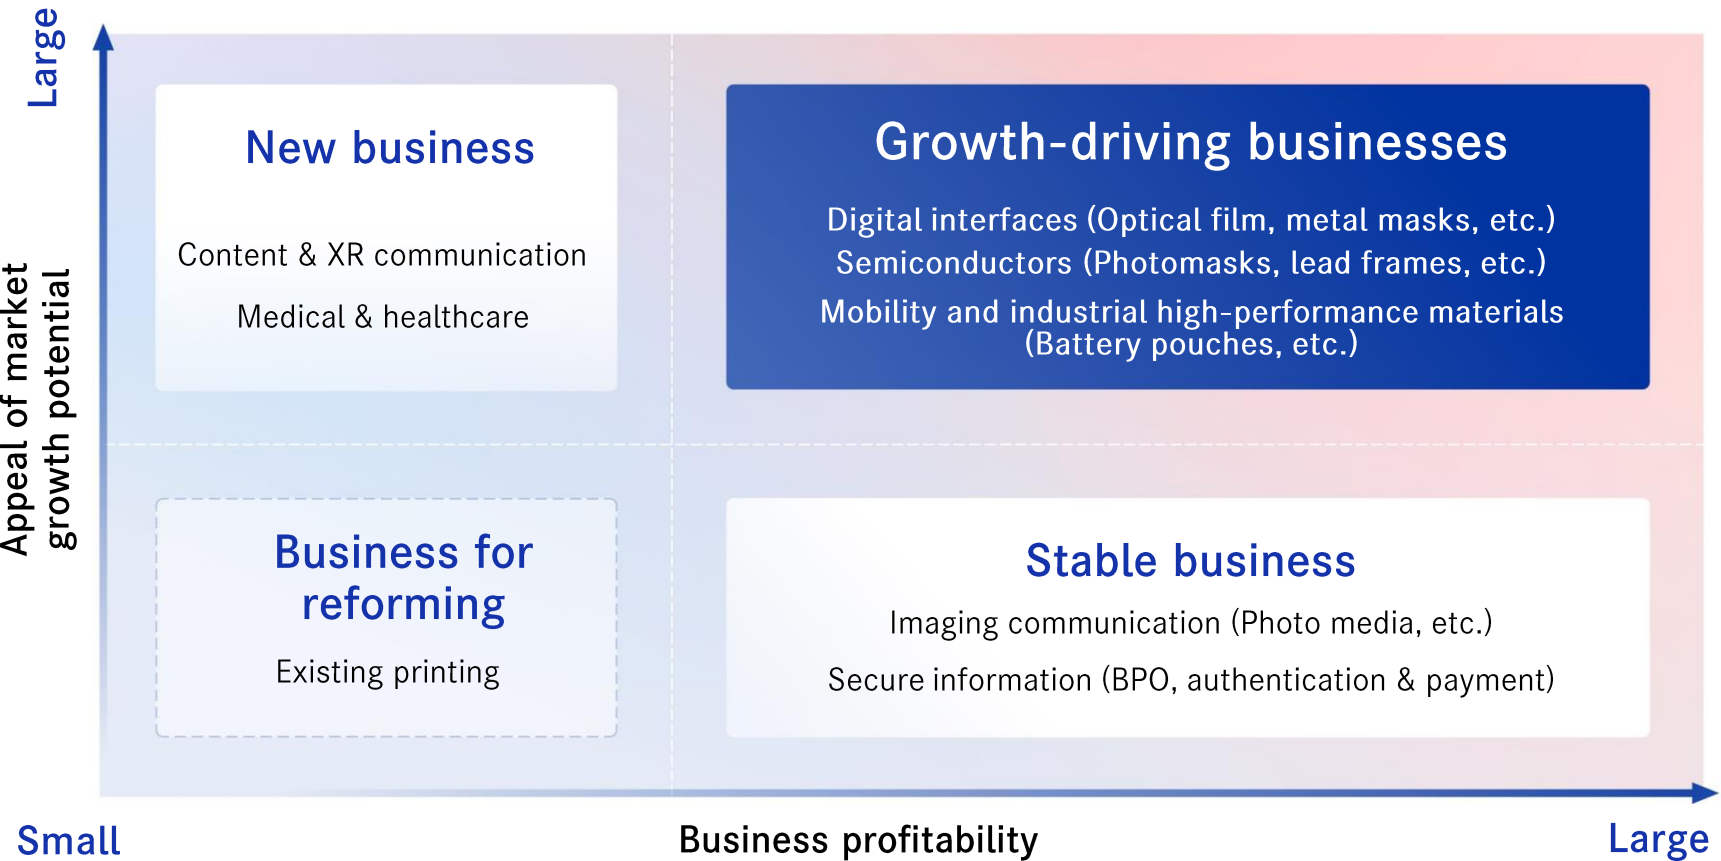 Large
Appeal of market
growth potential
New business
Content & XR communication
Medical & healthcare
Growth-driving businesses
Digital interfaces (Optical film, metal masks, etc.)
Semiconductors (Photomasks, lead frames, etc.)
Mobility and industrial high-performance materials
(Battery pouches, etc.)
Business for
reforming
Existing printing
Stable business
Imaging communication (Photo media, etc.)
Secure information (BPO, authentication & payment)
Small
Business profitability
Large